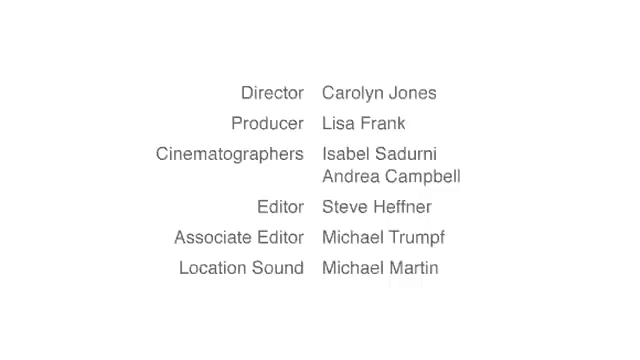 Director Carolyn Jones
Producer Lisa Frank
Cinematographers Isabel Sadurni
Andrea Campbell
Editor Steve Heffner
Associate Editor Michael Trumpf
Location Sound Michael Martin